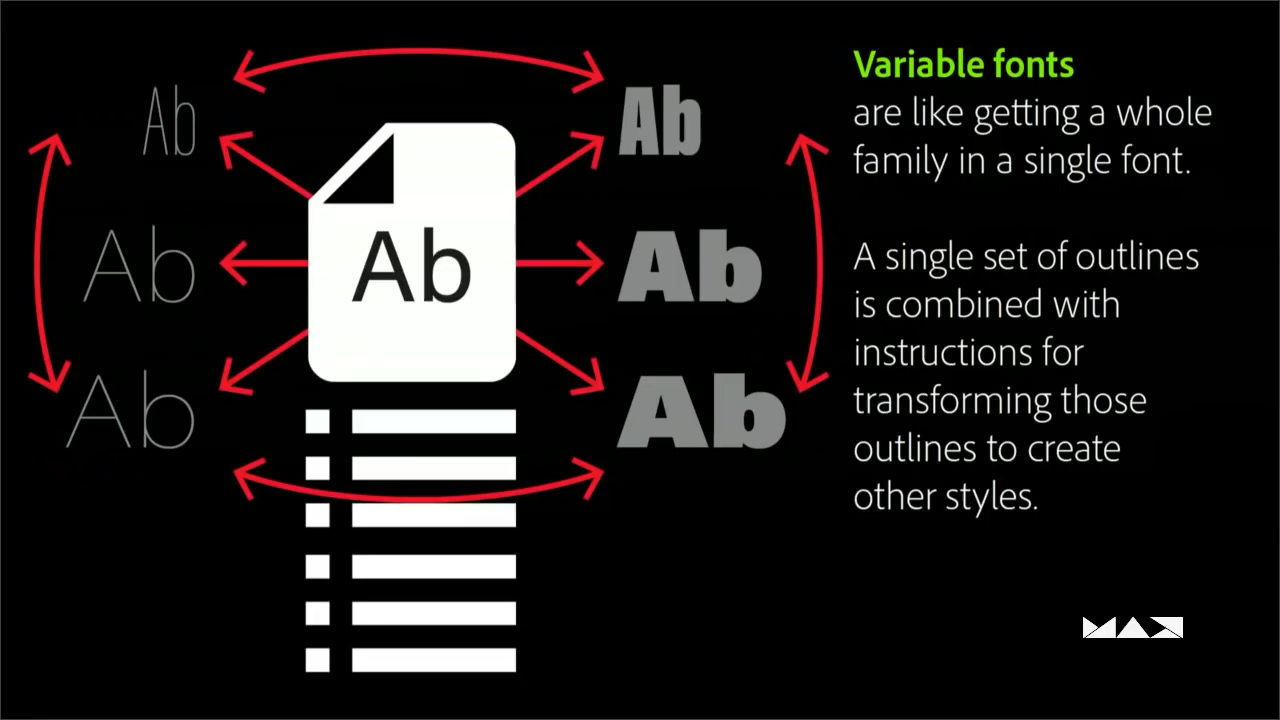 Ab
Ab
Ab
Ab
Ab
Ab
Ab
Variable fonts
are like getting a whole
family in a single font.
A single set of outlines
is combined with
instructions for
transforming those
outlines to create
other styles.
MAX